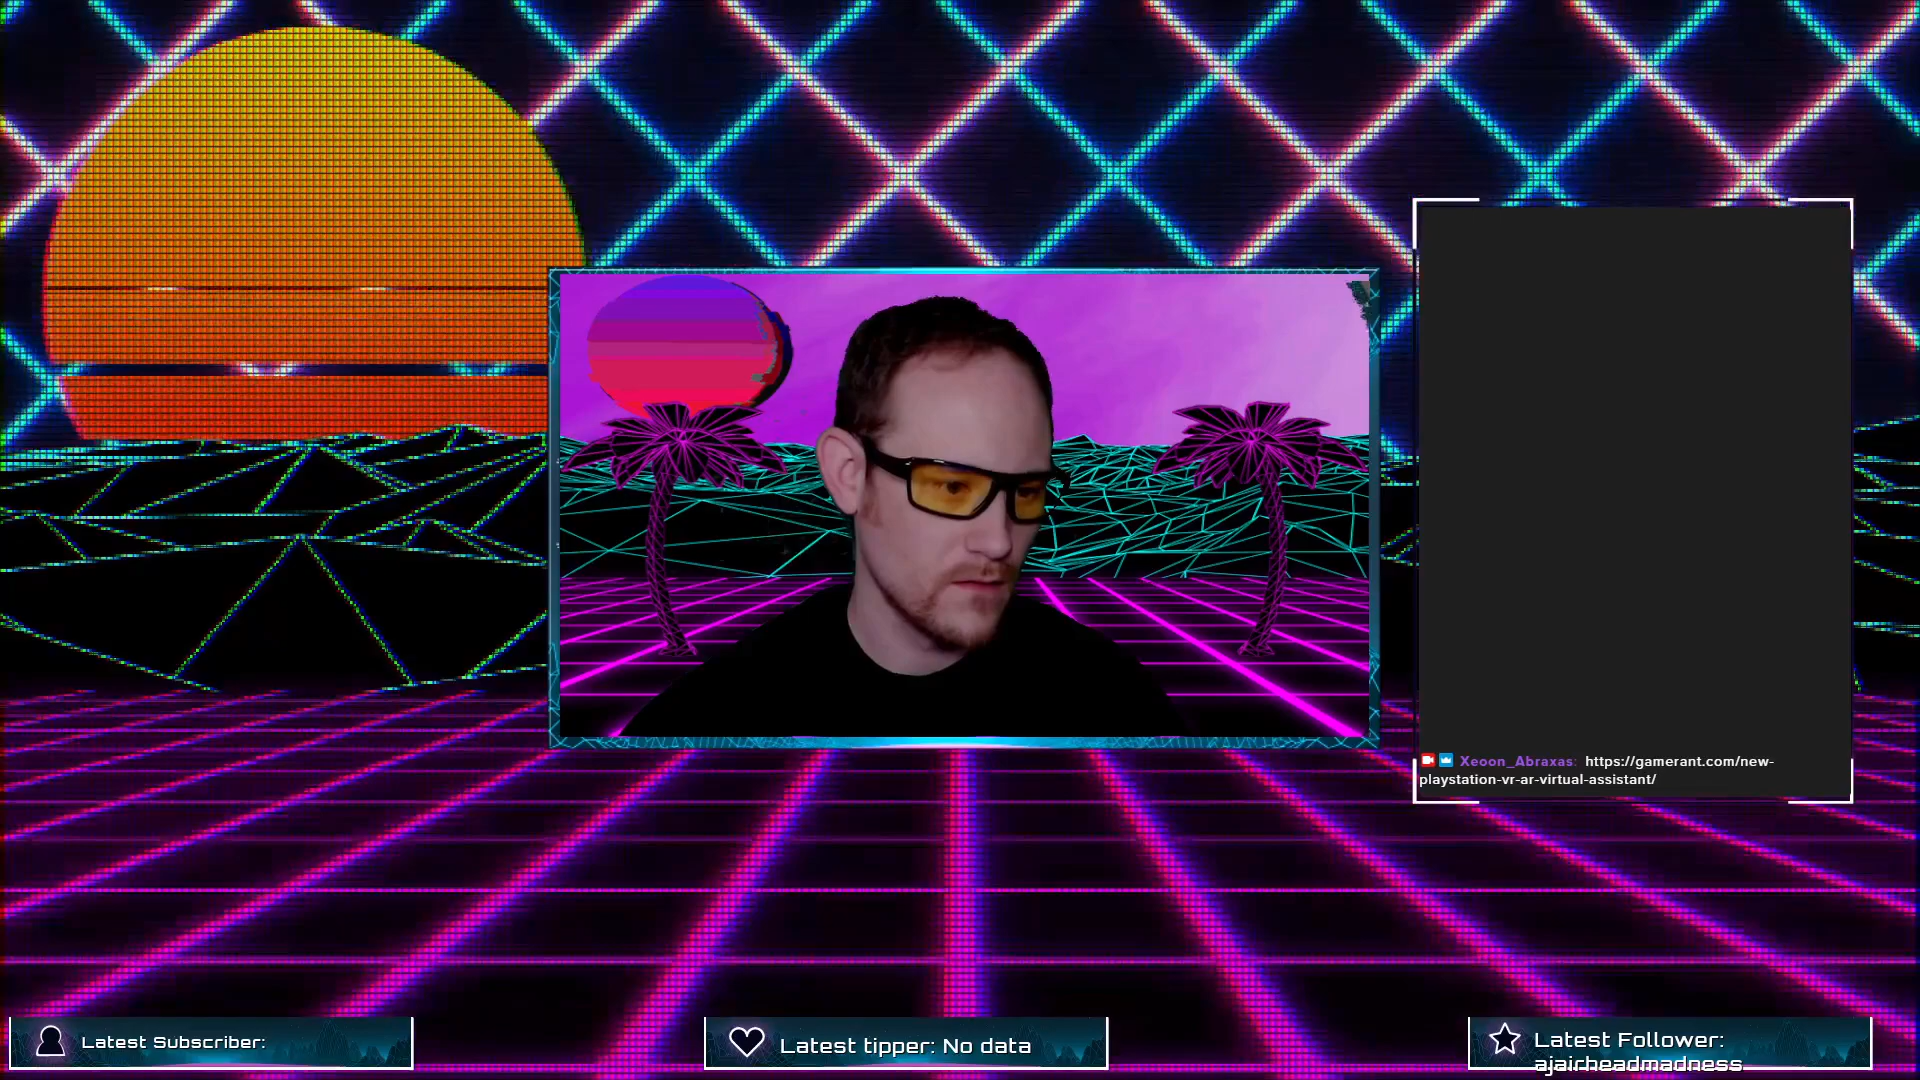 Xeoon_Abraxas: https://gamerant.com/new-
playstation-vr-ar-virtual-assistant/
Latest Subscriber:
Latest tipper: No data
Latest Follower:
ajairheadmadness